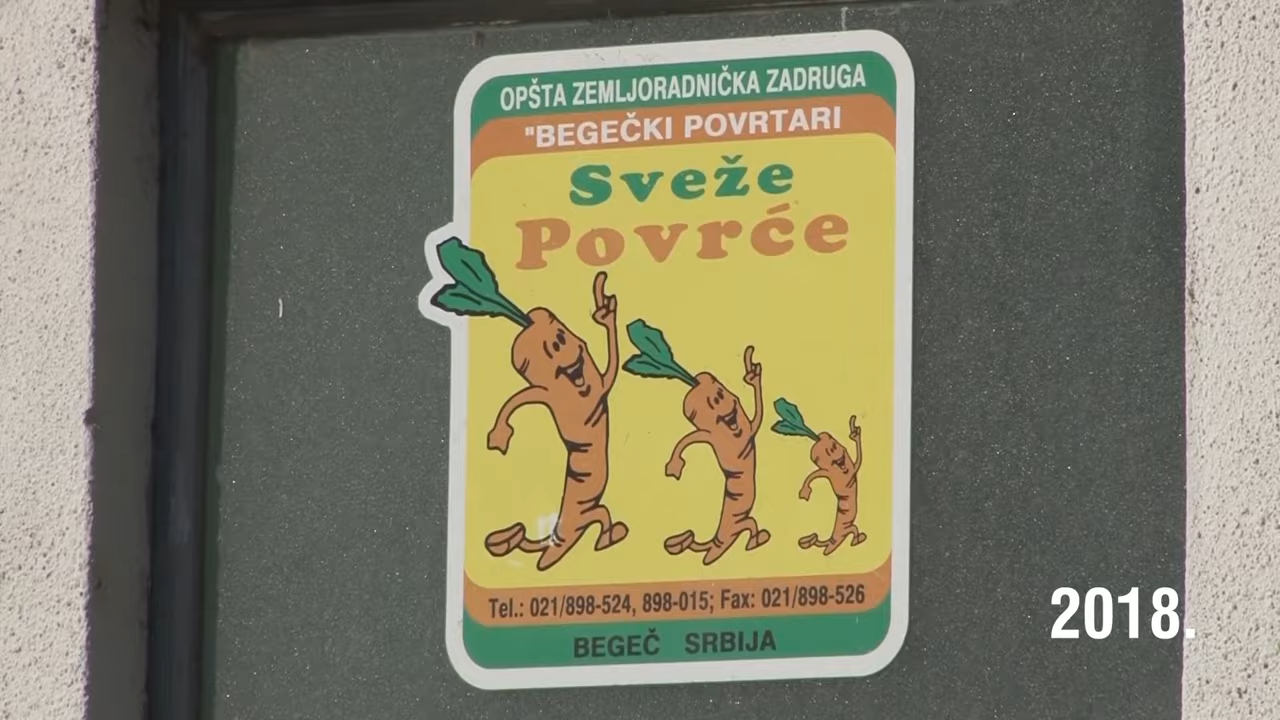 OPŠTA ZEMLJORADNIČKA ZADRUGA
"BEGEČKI POVRTARI
Sveže
Povrće
Tel.: 021/898-524, 898-015; Fax: 021/898-526
BEGEČ SRBIJA
2018.